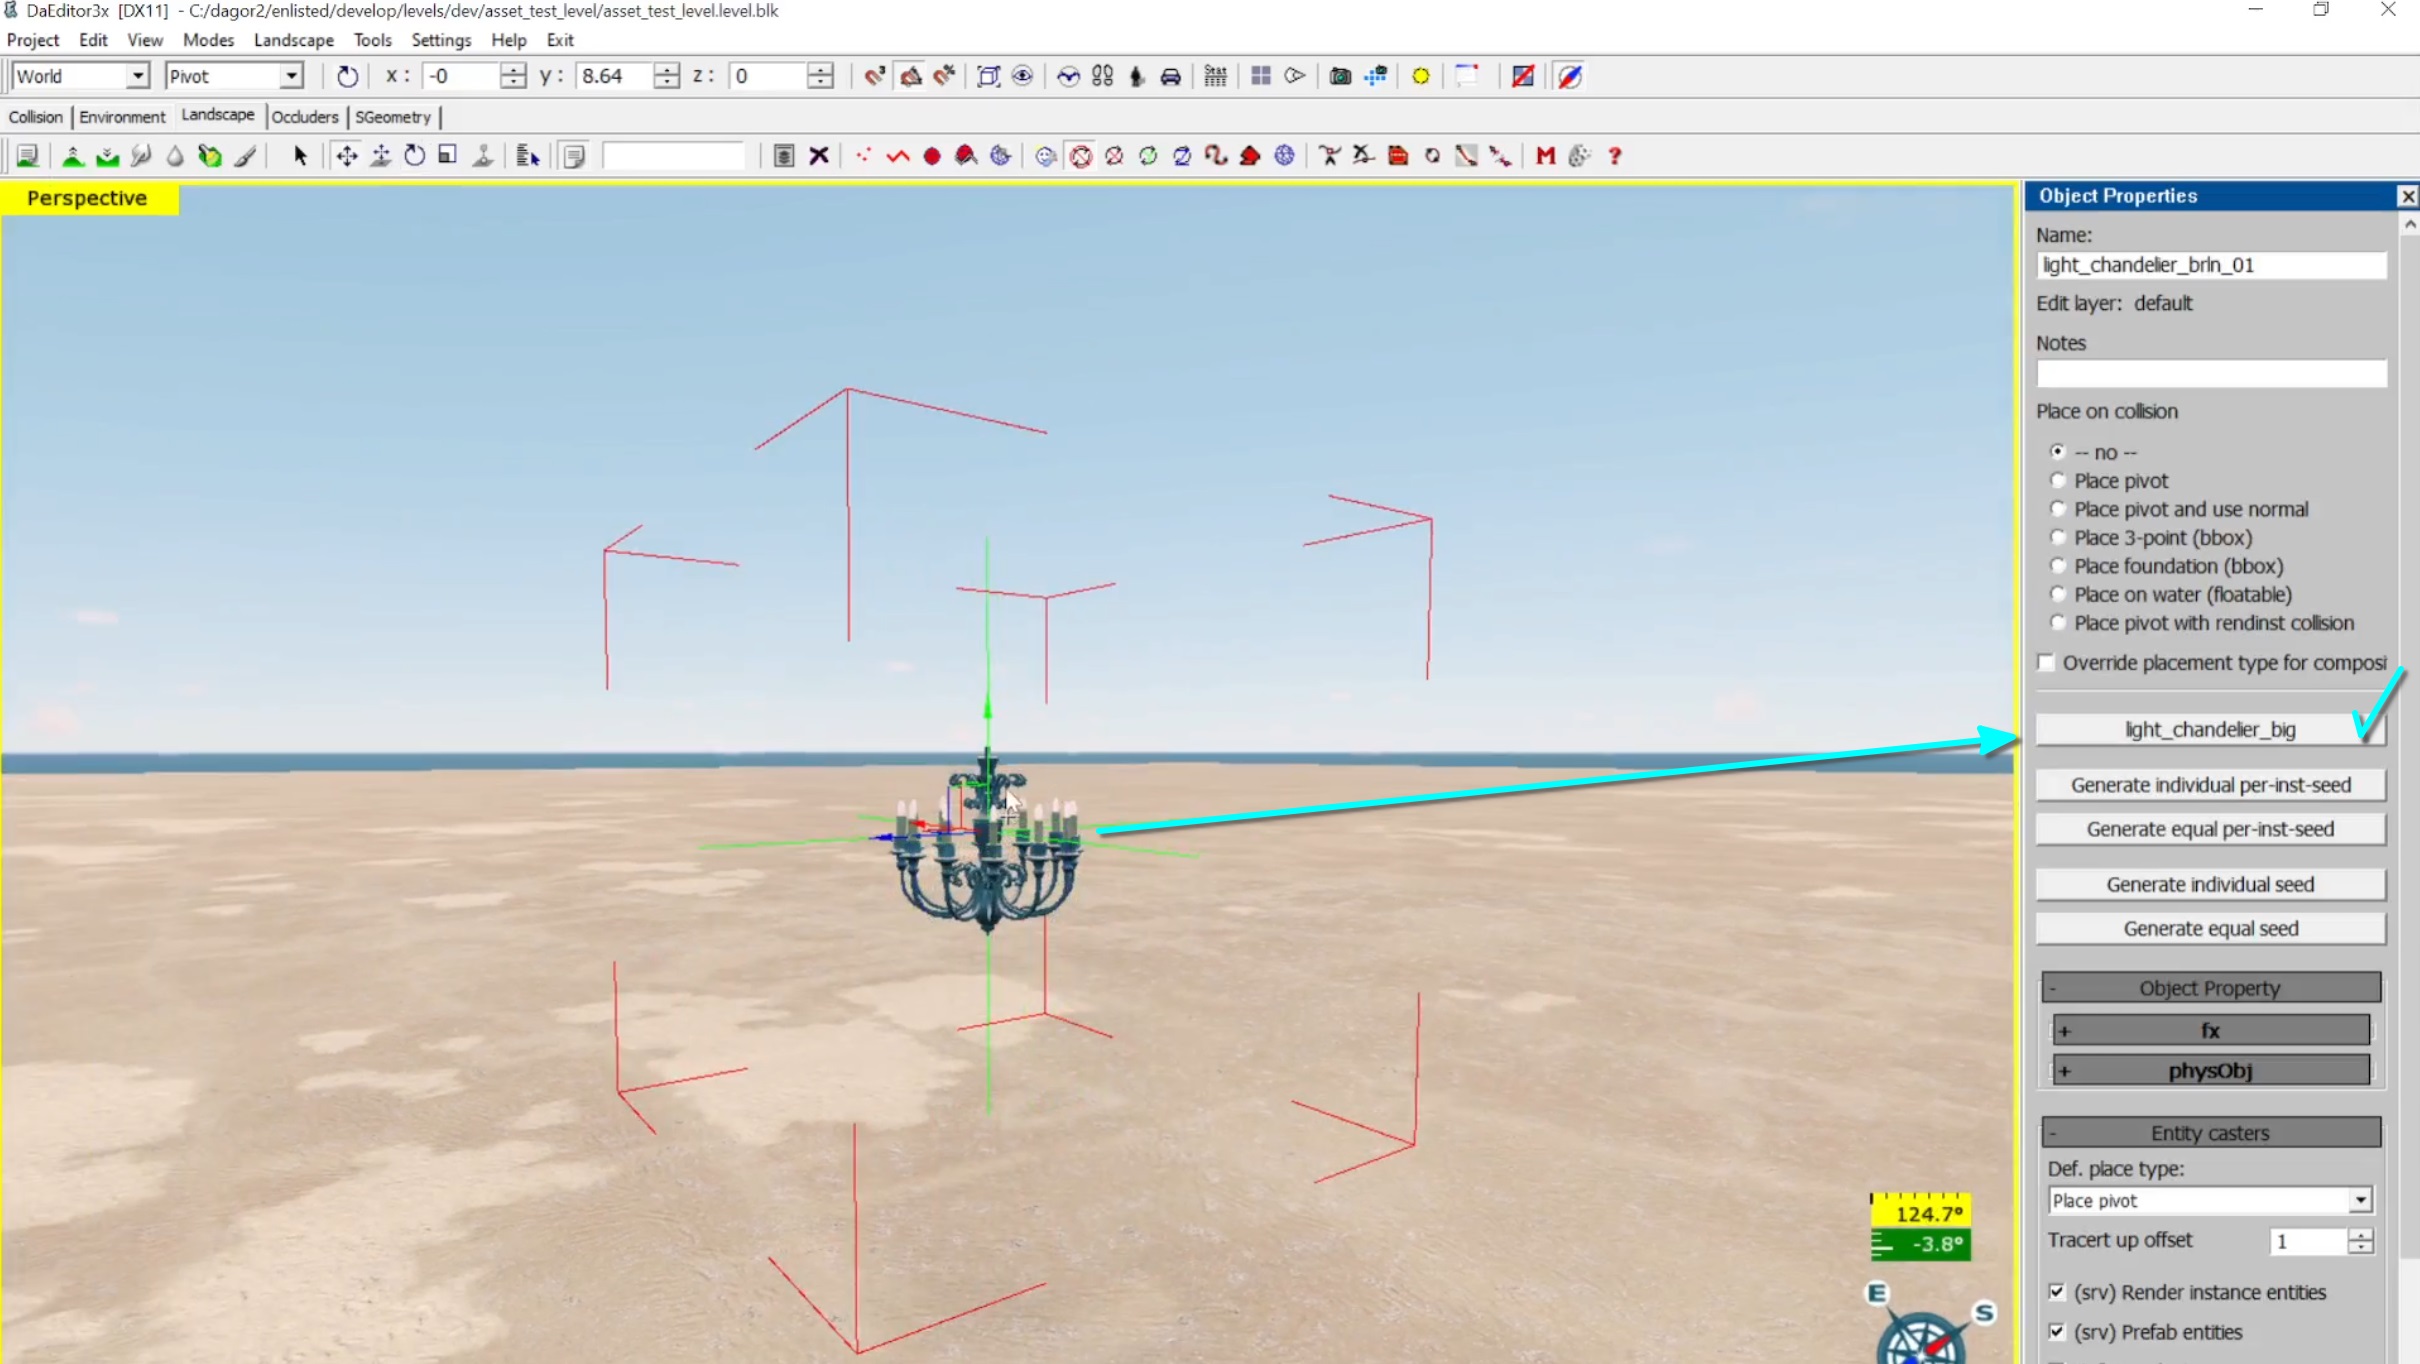 DaEditor3x [DX11] - C:/dagor2/enlisted/develop/levels/dev/asset_test_level/asset_test_level.level.blk
Project Edit View Modes Landscape Tools Settings Help Exit
World Pivot x: -0 y: 8.64 z: 0 Stat
Collision Environment Landscape Occluders SGeometry
M ?
Perspective
Object Properties
Name:
light_chandelier_brln_01
Edit layer: default
Notes
Place on collision
-- no --
Place pivot
Place pivot and use normal
Place 3-point (bbox)
Place foundation (bbox)
Place on water (floatable)
Place pivot with rendinst collision
Override placement type for composi
light_chandelier_big
Generate individual per-inst-seed
Generate equal per-inst-seed
Generate individual seed
Generate equal seed
- Object Property
+ fx
+ physObj
- Entity casters
Def. place type:
Place pivot
Tracert up offset 1
(srv) Render instance entities
(srv) Prefab entities
124.7°
-3.8°
E
S